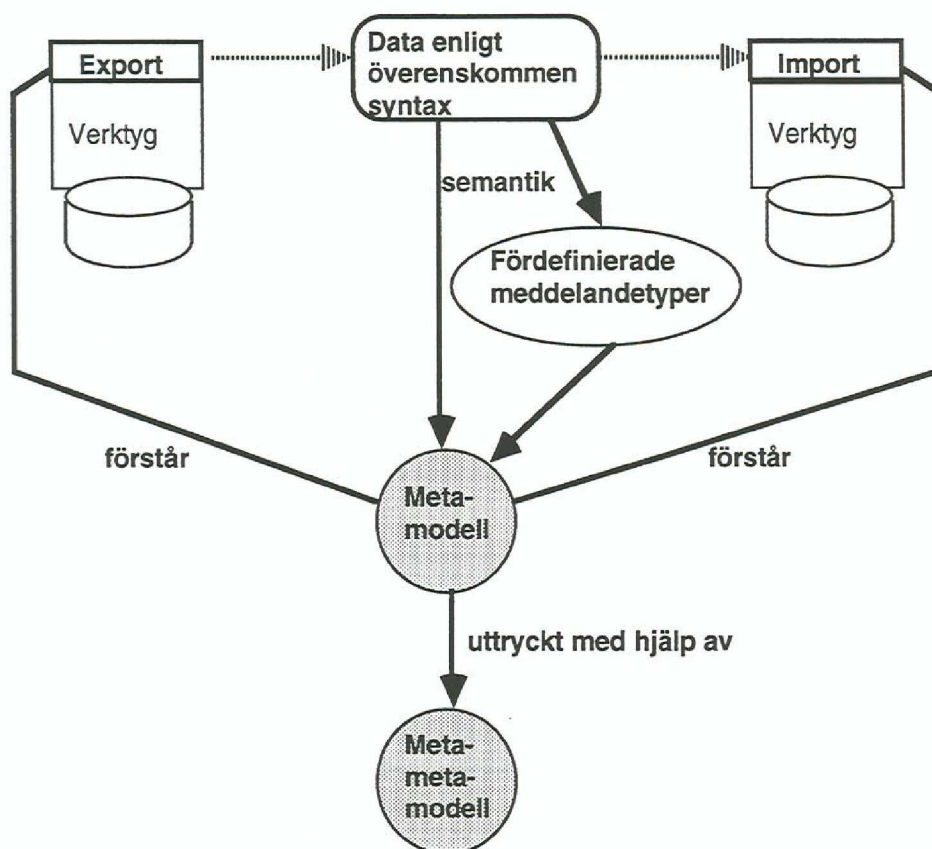 Export
Data enligt
överenskommen
syntax
Import
Verktyg
Verktyg
semantik
Fördefinierade
meddelandetyper
förstår
förstår
Meta-
modell
uttryckt med hjälp av
Meta-
meta-
modell